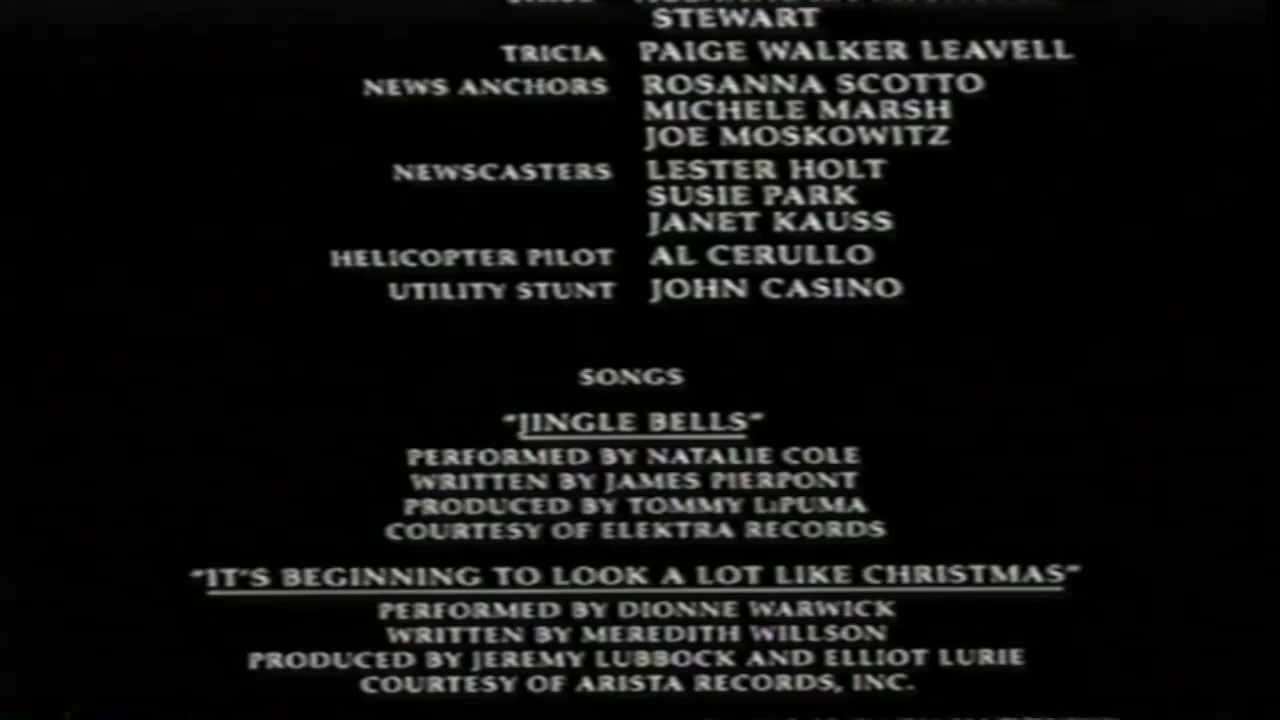 STEWART
TRICIA PAIGE WALKER LEAVELL
NEWS ANCHORS ROSANNA SCOTTO
MICHELE MARSH
JOE MOSKOWITZ
NEWSCASTERS LESTER HOLT
SUSIE PARK
JANET KAUSS
HELICOPTER PILOT AL CERULLO
UTILITY STUNT JOHN CASINO
SONGS
"JINGLE BELLS"
PERFORMED BY NATALIE COLE
WRITTEN BY JAMES PIERPONT
PRODUCED BY TOMMY LiPUMA
COURTESY OF ELEKTRA RECORDS
"IT'S BEGINNING TO LOOK A LOT LIKE CHRISTMAS"
PERFORMED BY DIONNE WARWICK
WRITTEN BY MEREDITH WILLSON
PRODUCED BY JEREMY LUBBOCK AND ELLIOT LURIE
COURTESY OF ARISTA RECORDS, INC.